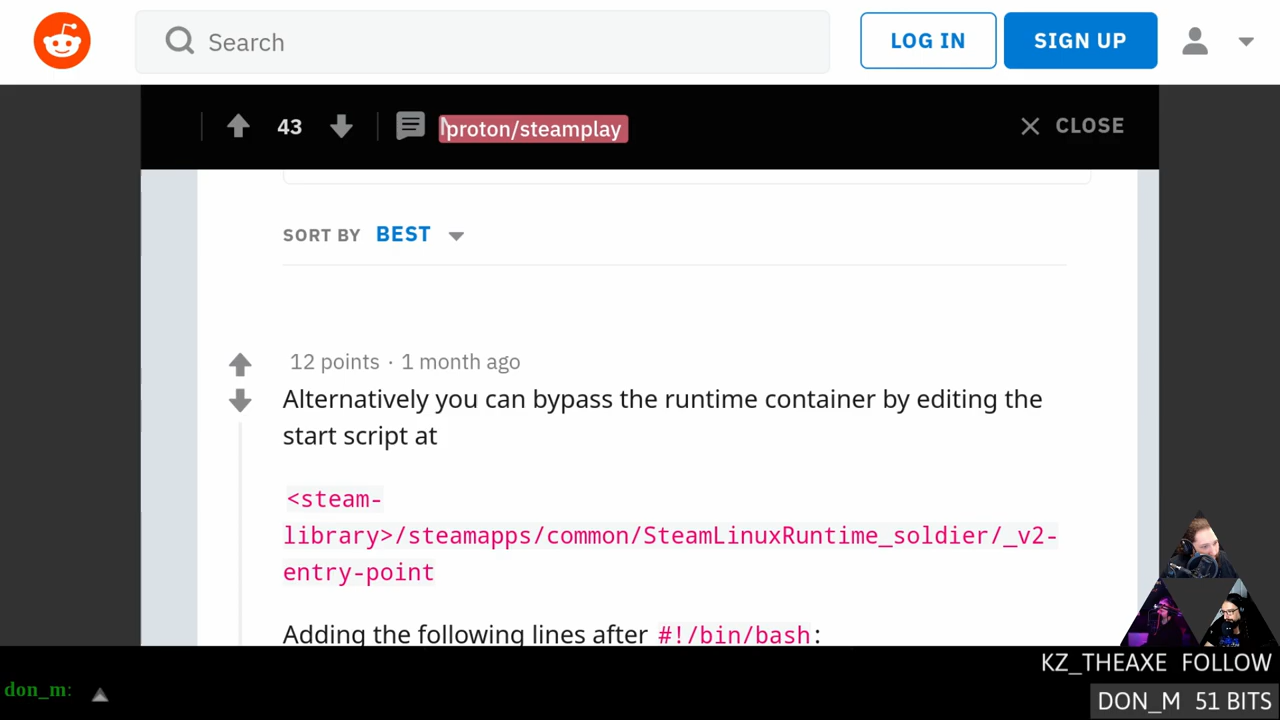 Search
LOG IN
SIGN UP
43
proton/steamplay
CLOSE
SORT BY BEST
12 points · 1 month ago
Alternatively you can bypass the runtime container by editing the
start script at
<steam-
library>/steamapps/common/SteamLinuxRuntime_soldier/_v2-
entry-point
Adding the following lines after #!/bin/bash:
KZ_THEAXE FOLLOW
don_m:
DON_M 51 BITS